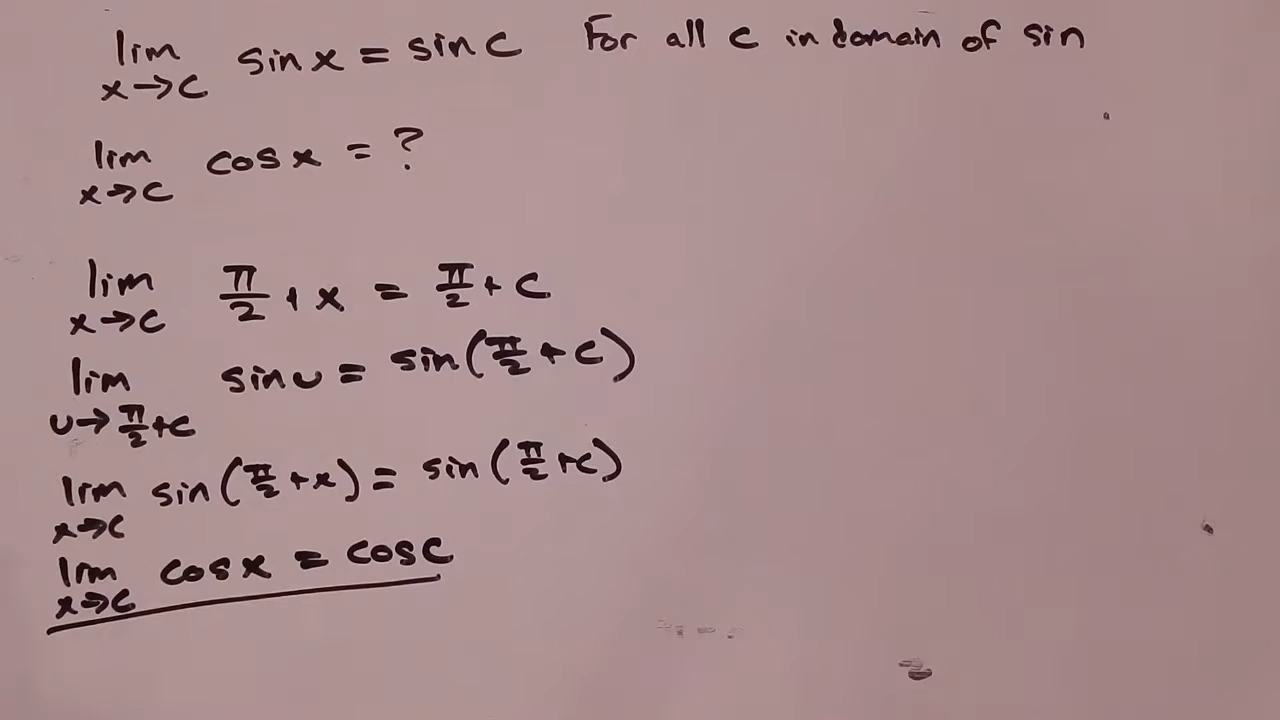 lim x→c sin x = sin c For all c in domain of sin
lim x→c cos x = ?
lim x→c π/2 + x = π/2 + c
lim u→π/2+c sin u = sin(π/2 + c)
lim x→c sin(π/2 + x) = sin(π/2 + c)
lim x→c cos x = cos c